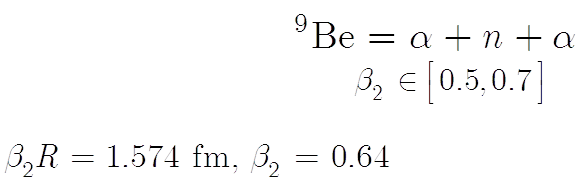 ⁹Be = α + n + α
β₂ ∈ [0.5,0.7]
β₂R = 1.574 fm, β₂ = 0.64